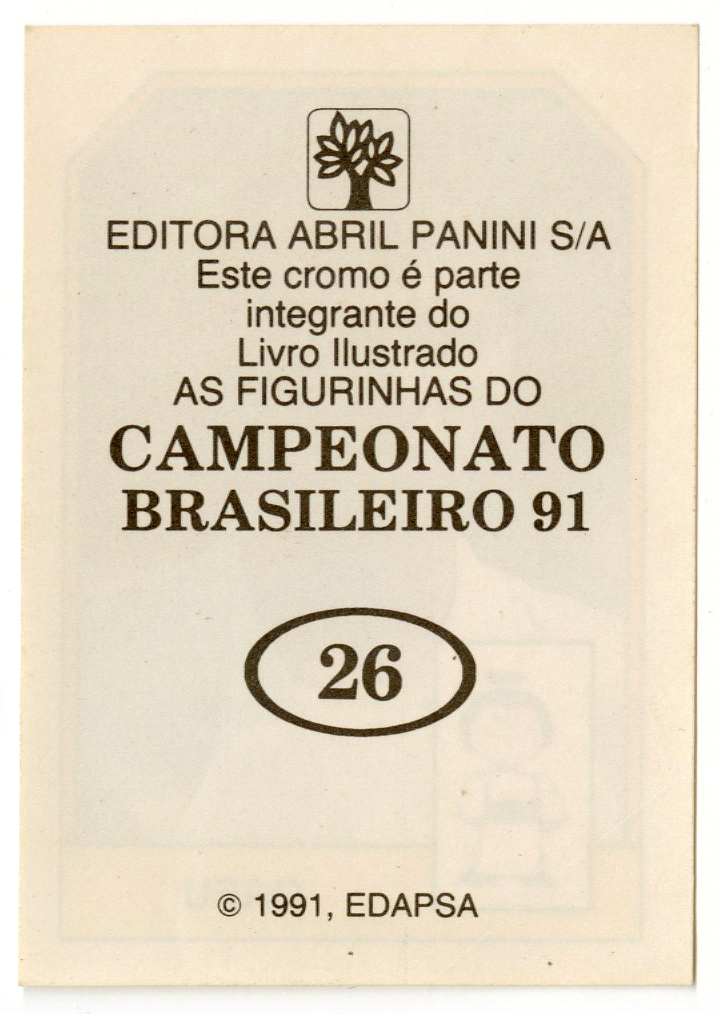 EDITORA ABRIL PANINI S/A
Este cromo é parte
integrante do
Livro Ilustrado
AS FIGURINHAS DO
CAMPEONATO
BRASILEIRO 91
26
© 1991, EDAPSA